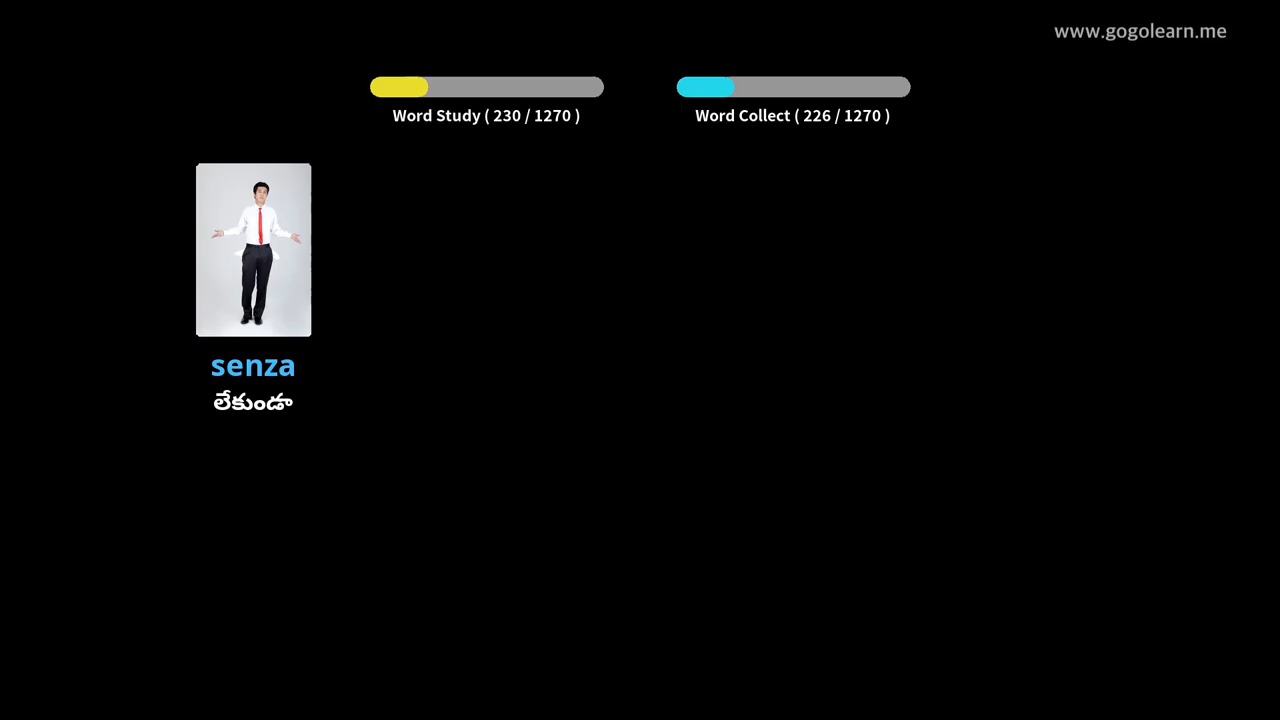 www.gogolearn.me
Word Study ( 230 / 1270 )
Word Collect ( 226 / 1270 )
senza
లేకుండా